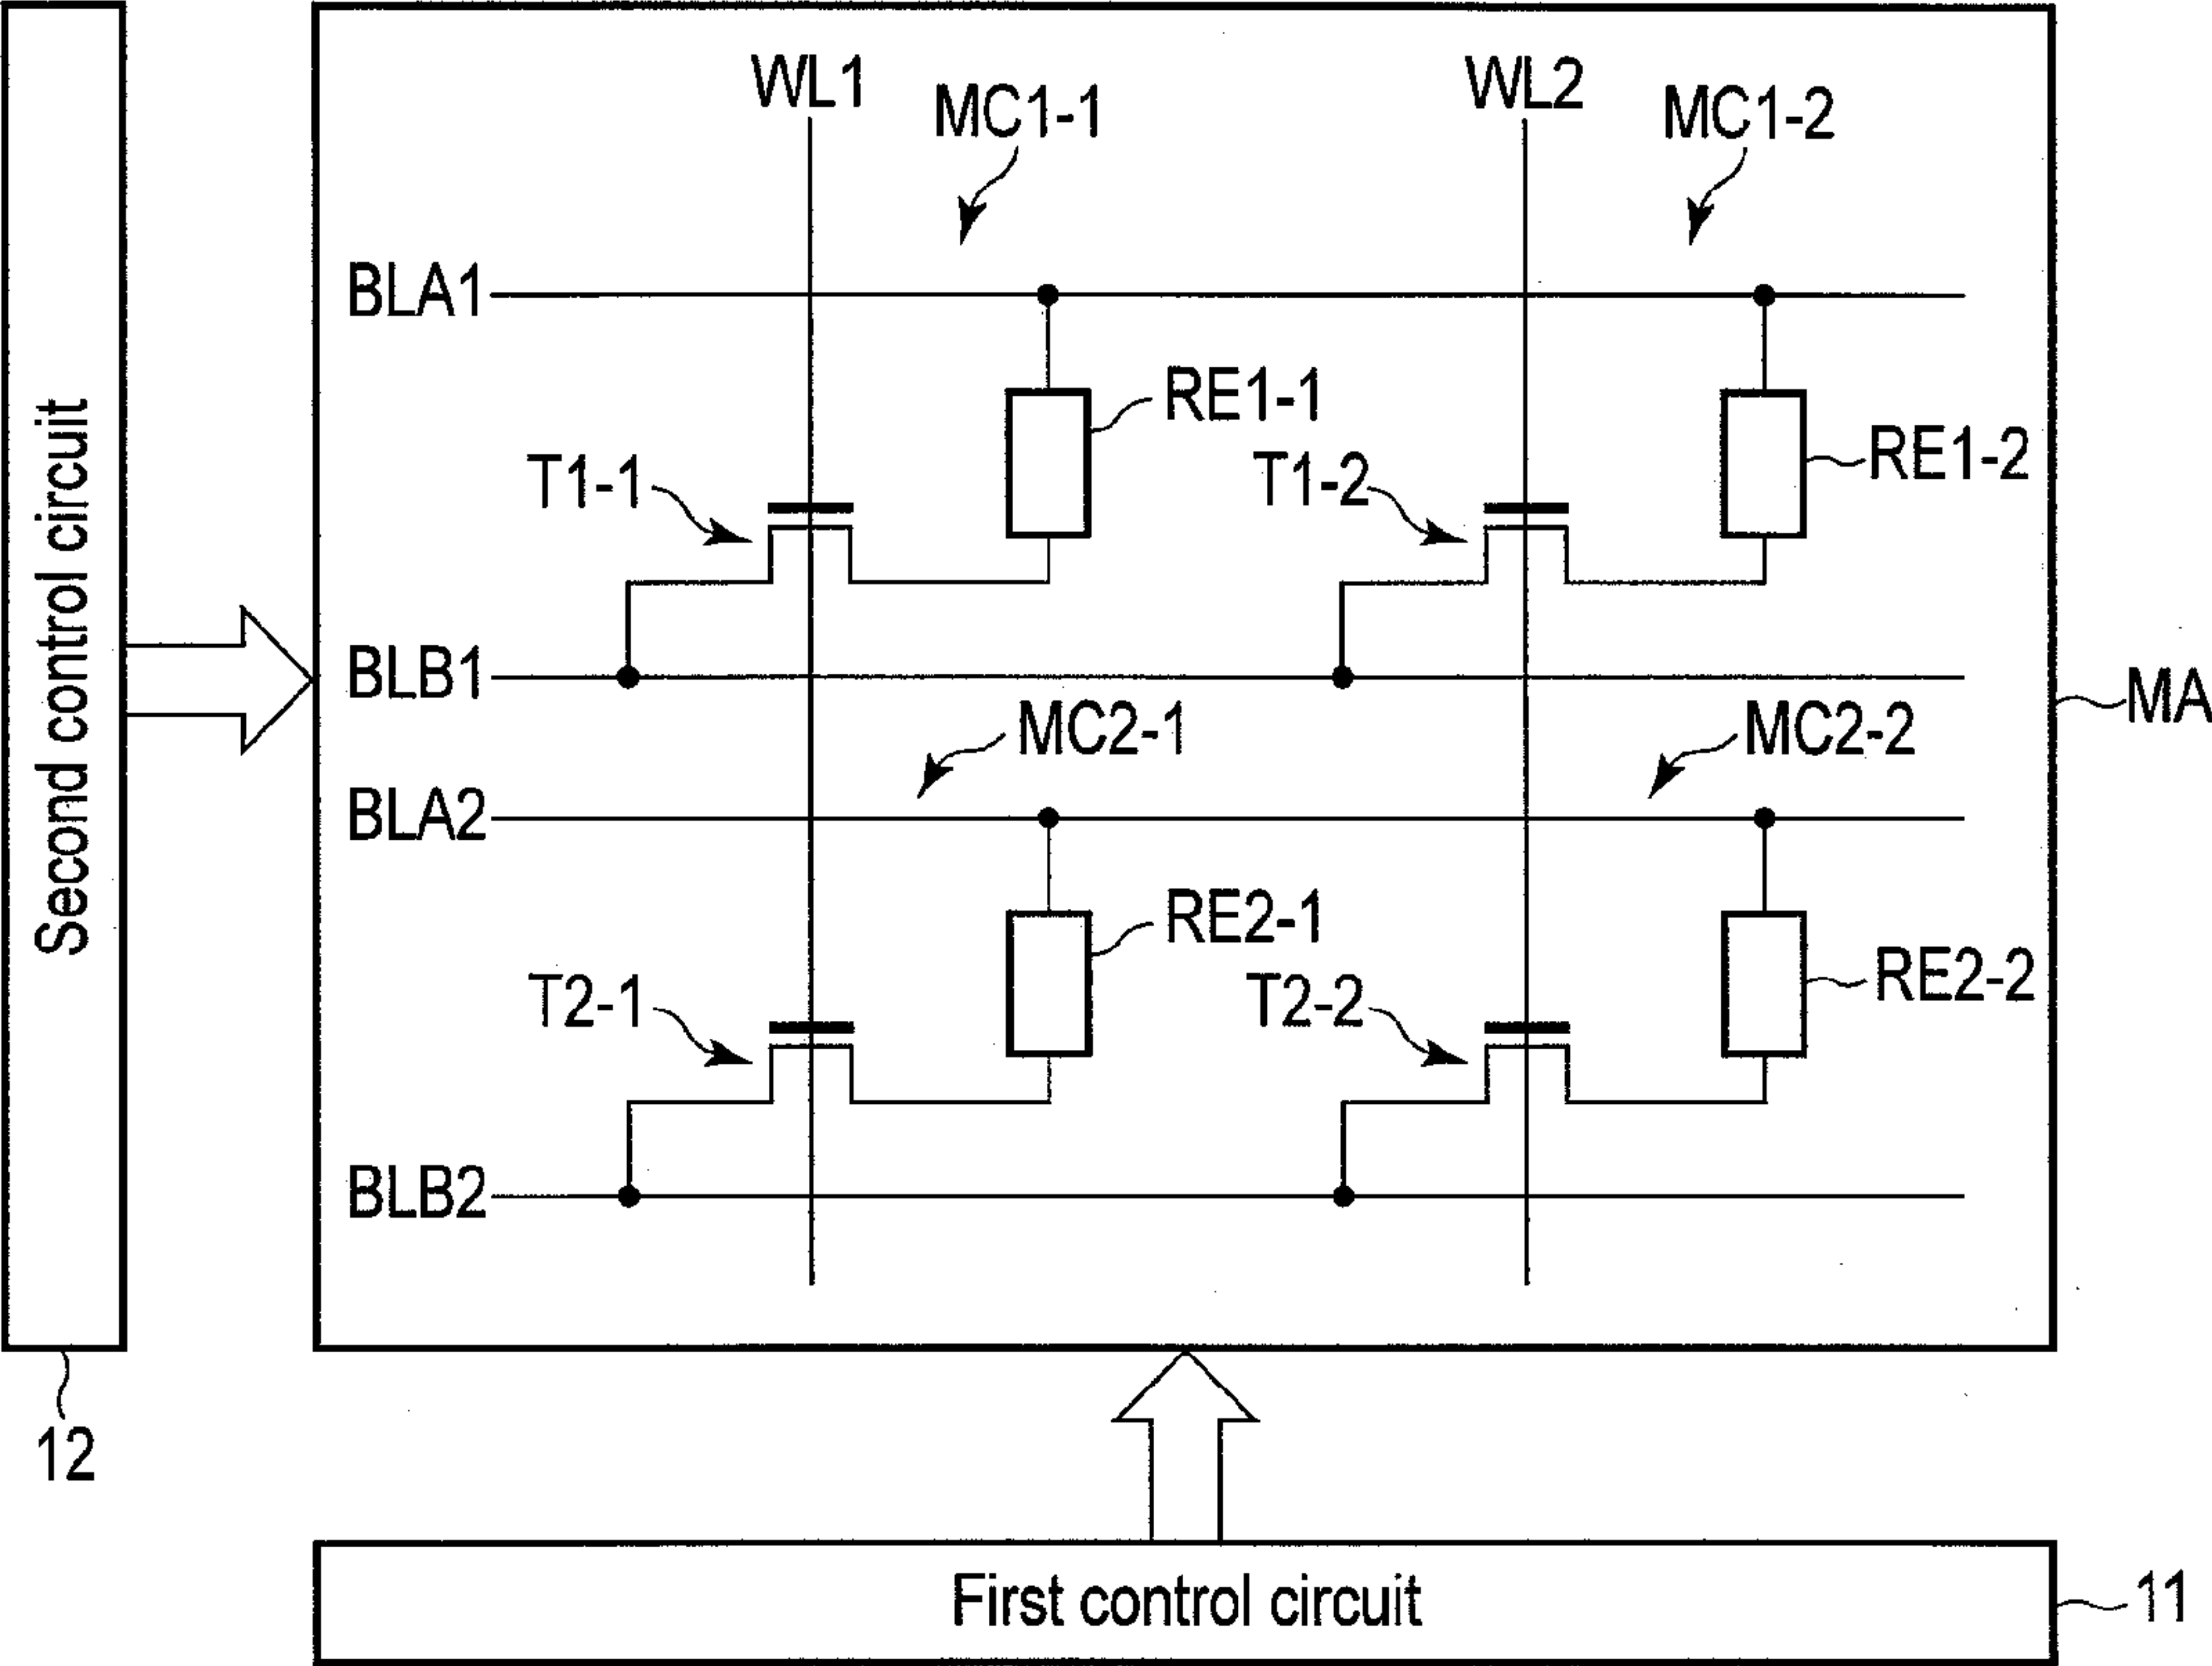 WL1
WL2
MC1-1
MC1-2
BLA1
RE1-1
RE1-2
T1-1
T1-2
Second control circuit
BLB1
MA
MC2-1
MC2-2
BLA2
RE2-1
RE2-2
T2-1
T2-2
BLB2
12
First control circuit
11